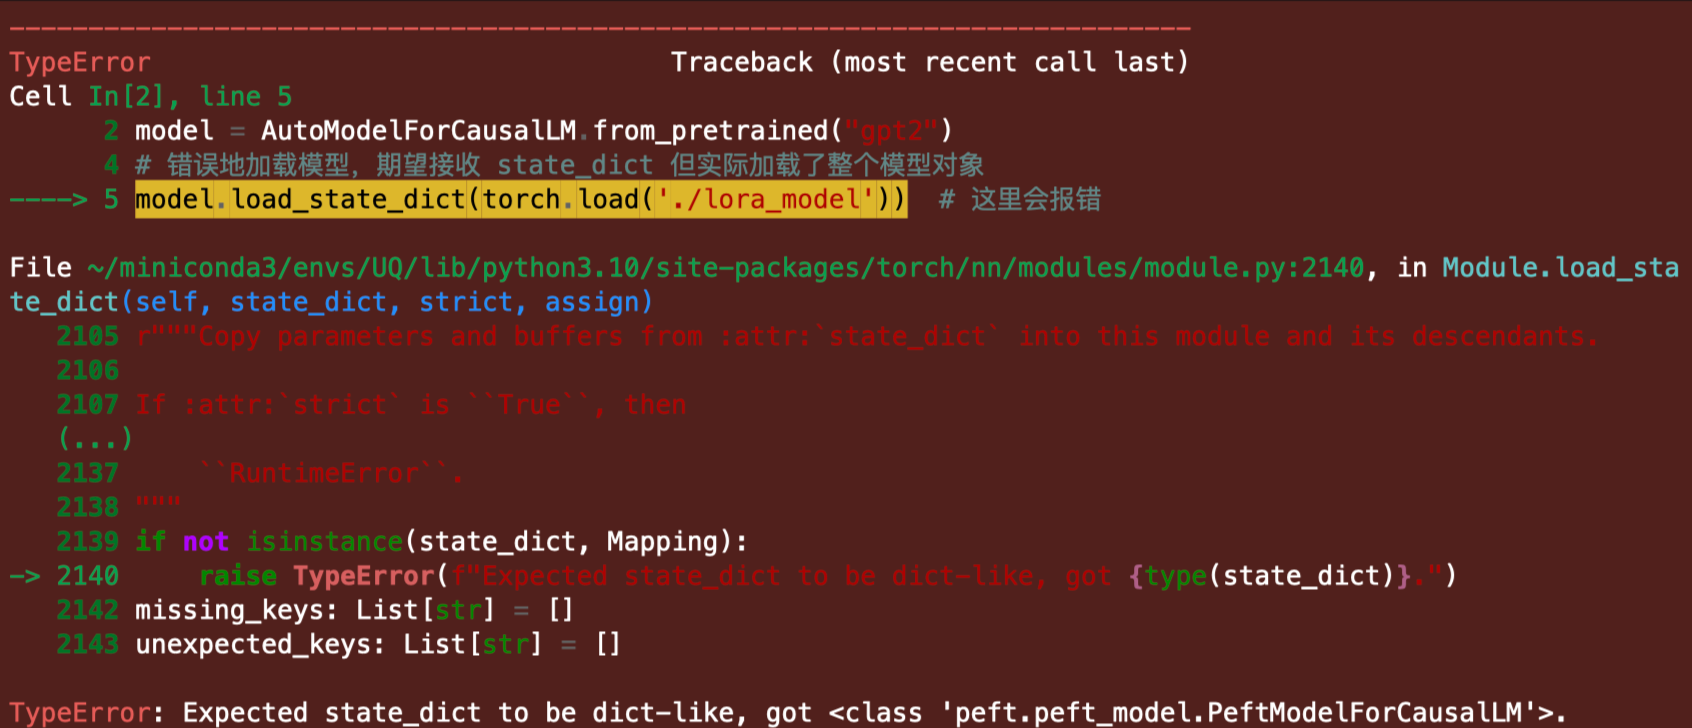 ---------------------------------------------------------------------------
TypeError                                 Traceback (most recent call last)
Cell In[2], line 5
      2 model = AutoModelForCausalLM.from_pretrained("gpt2")
      4 # 错误地加载模型，期望接收 state_dict 但实际加载了整个模型对象
----> 5 model.load_state_dict(torch.load('./lora_model'))  # 这里会报错
File ~/miniconda3/envs/UQ/lib/python3.10/site-packages/torch/nn/modules/module.py:2140, in Module.load_sta
te_dict(self, state_dict, strict, assign)
   2105 r"""Copy parameters and buffers from :attr:`state_dict` into this module and its descendants.
   2106
   2107 If :attr:`strict` is ``True``, then
   (...)
   2137     ``RuntimeError``.
   2138 """
   2139 if not isinstance(state_dict, Mapping):
-> 2140     raise TypeError(f"Expected state_dict to be dict-like, got {type(state_dict)}.")
   2142 missing_keys: List[str] = []
   2143 unexpected_keys: List[str] = []
TypeError: Expected state_dict to be dict-like, got <class 'peft.peft_model.PeftModelForCausalLM'>.